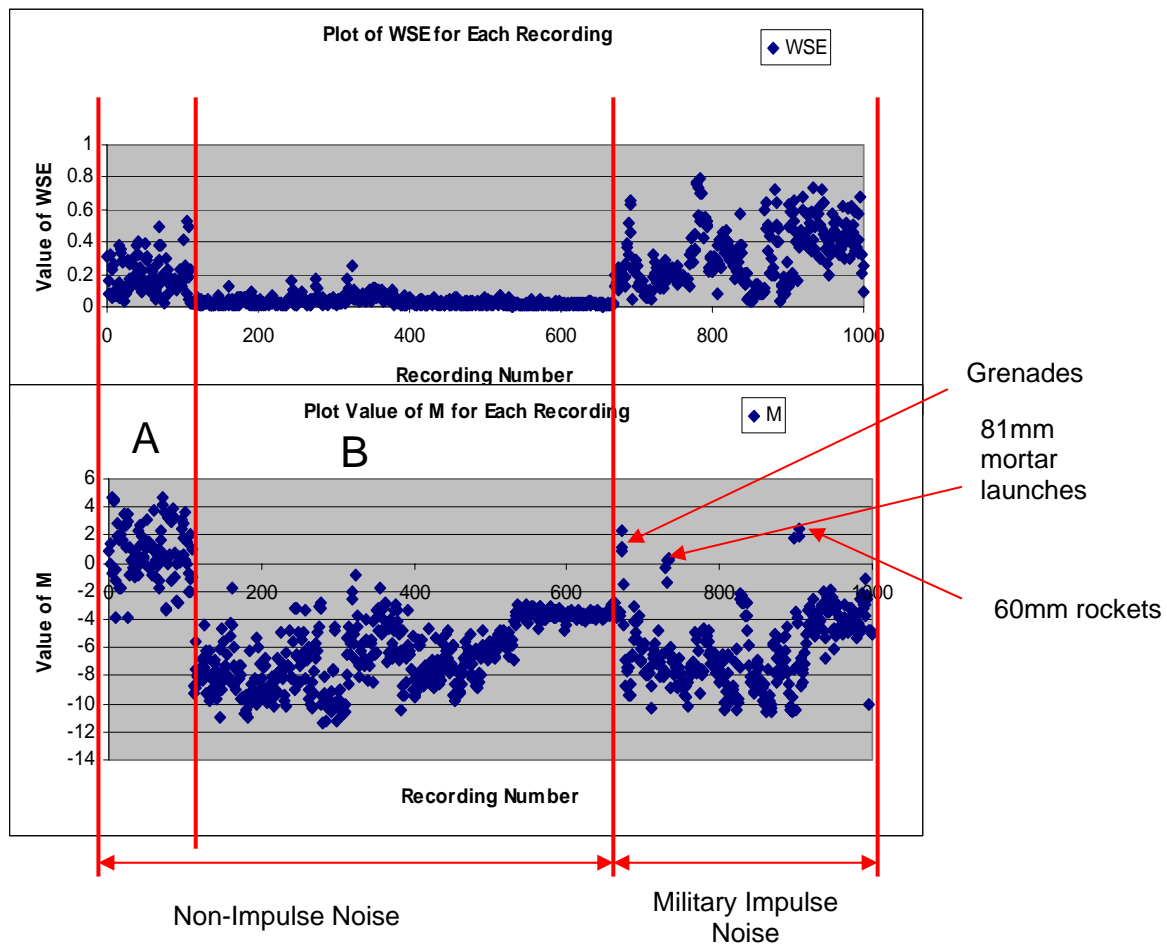 Plot of WSE for Each Recording
WSE
1
0.8
0.6
0.4
0.2
0
Value of WSE
0 200 400 600 800 1000
Recording Number
Plot Value of M for Each Recording
M
A
B
6
4
2
0
-2
-4
-6
-8
-10
-12
-14
Value of M
0 200 400 600 800 1000
Recording Number
Grenades
81mm
mortar
launches
60mm rockets
Non-Impulse Noise
Military Impulse
Noise